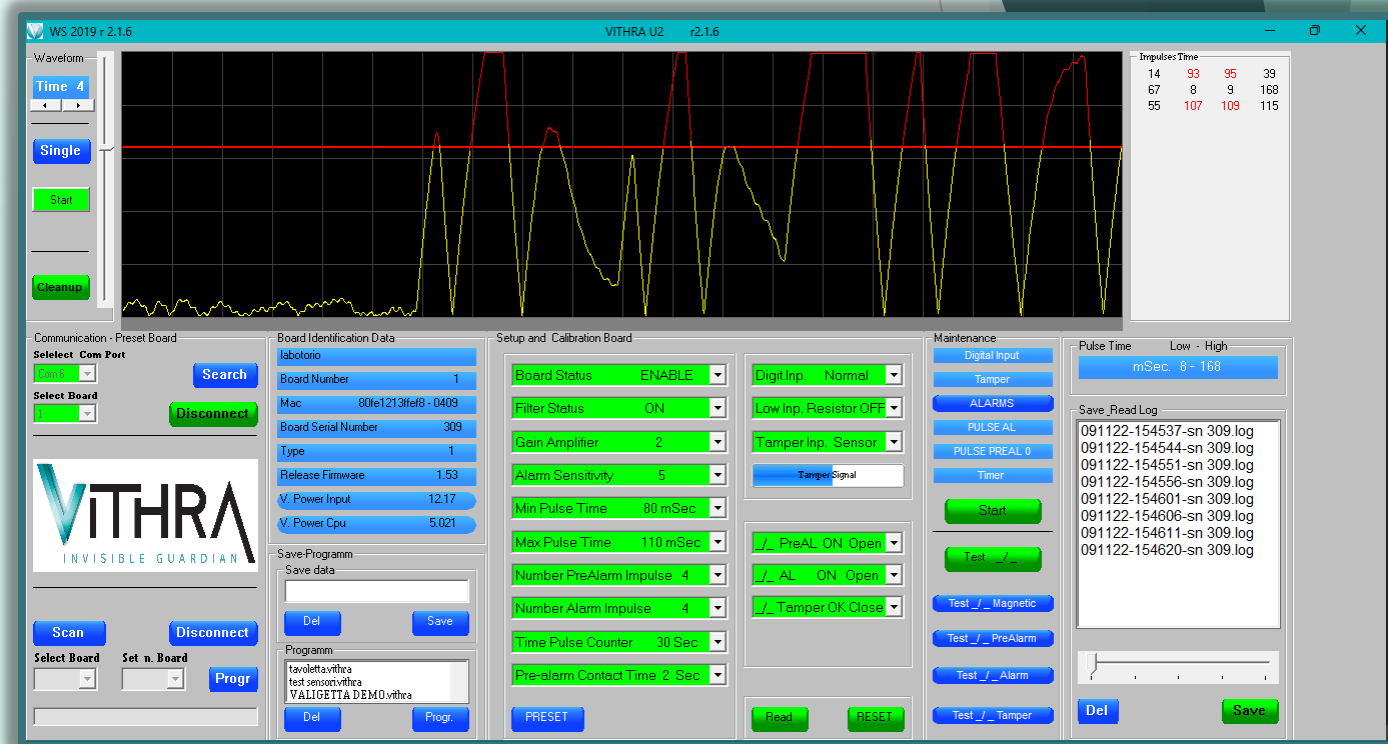 WS 2019 r 2.1.6 VITHRA U2 r2.1.6
Waveform
Time 4
Single
Start
Cleanup
Impulses Time
14 93 95 39
67 8 9 168
55 107 109 115
Communication - Preset Board
Selelect Com Port
Com6
Search
Select Board
1
Disconnect
VITHRA
INVISIBLE GUARDIAN
Scan
Disconnect
Select Board Set n. Board
Progr
Board Identification Data
labotorio
Board Number 1
Mac 80fe1213ffef8 - 0409
Board Serial Number 309
Type 1
Release Firmware 1.53
V. Power Input 12.17
V. Power Cpu 5.021
Save-Programm
Save data
Del Save
Programm
tavoletta.vithra
test sensori.vithra
VALIGETTA DEMO.vithra
Del Progr.
Setup and Calibration Board
Board Status ENABLE
Filter Status ON
Gain Amplifier 2
Alarm Sensitivity 5
Min Pulse Time 80 mSec
Max Pulse Time 110 mSec
Number PreAlarm Impulse 4
Number Alarm Impulse 4
Time Pulse Counter 30 Sec
Pre-alarm Contact Time 2 Sec
PRESET
Digit.Inp. Normal
Low Inp. Resistor OFF
Tamper Inp. Sensor
Tamper Signal
_/_ PreAL ON Open
_/_ AL ON Open
_/_ Tamper OK Close
Read RESET
Maintenance
Digital Input
Tamper
ALARMS
PULSE AL
PULSE PREAL 0
Timer
Start
Test _/_
Test _/_ Magnetic
Test _/_ PreAlarm
Test _/_ Alarm
Test _/_ Tamper
Pulse Time Low - High
mSec. 8 - 168
Save_Read Log
091122-154537-sn 309.log
091122-154544-sn 309.log
091122-154551-sn 309.log
091122-154556-sn 309.log
091122-154601-sn 309.log
091122-154606-sn 309.log
091122-154611-sn 309.log
091122-154620-sn 309.log
Del Save